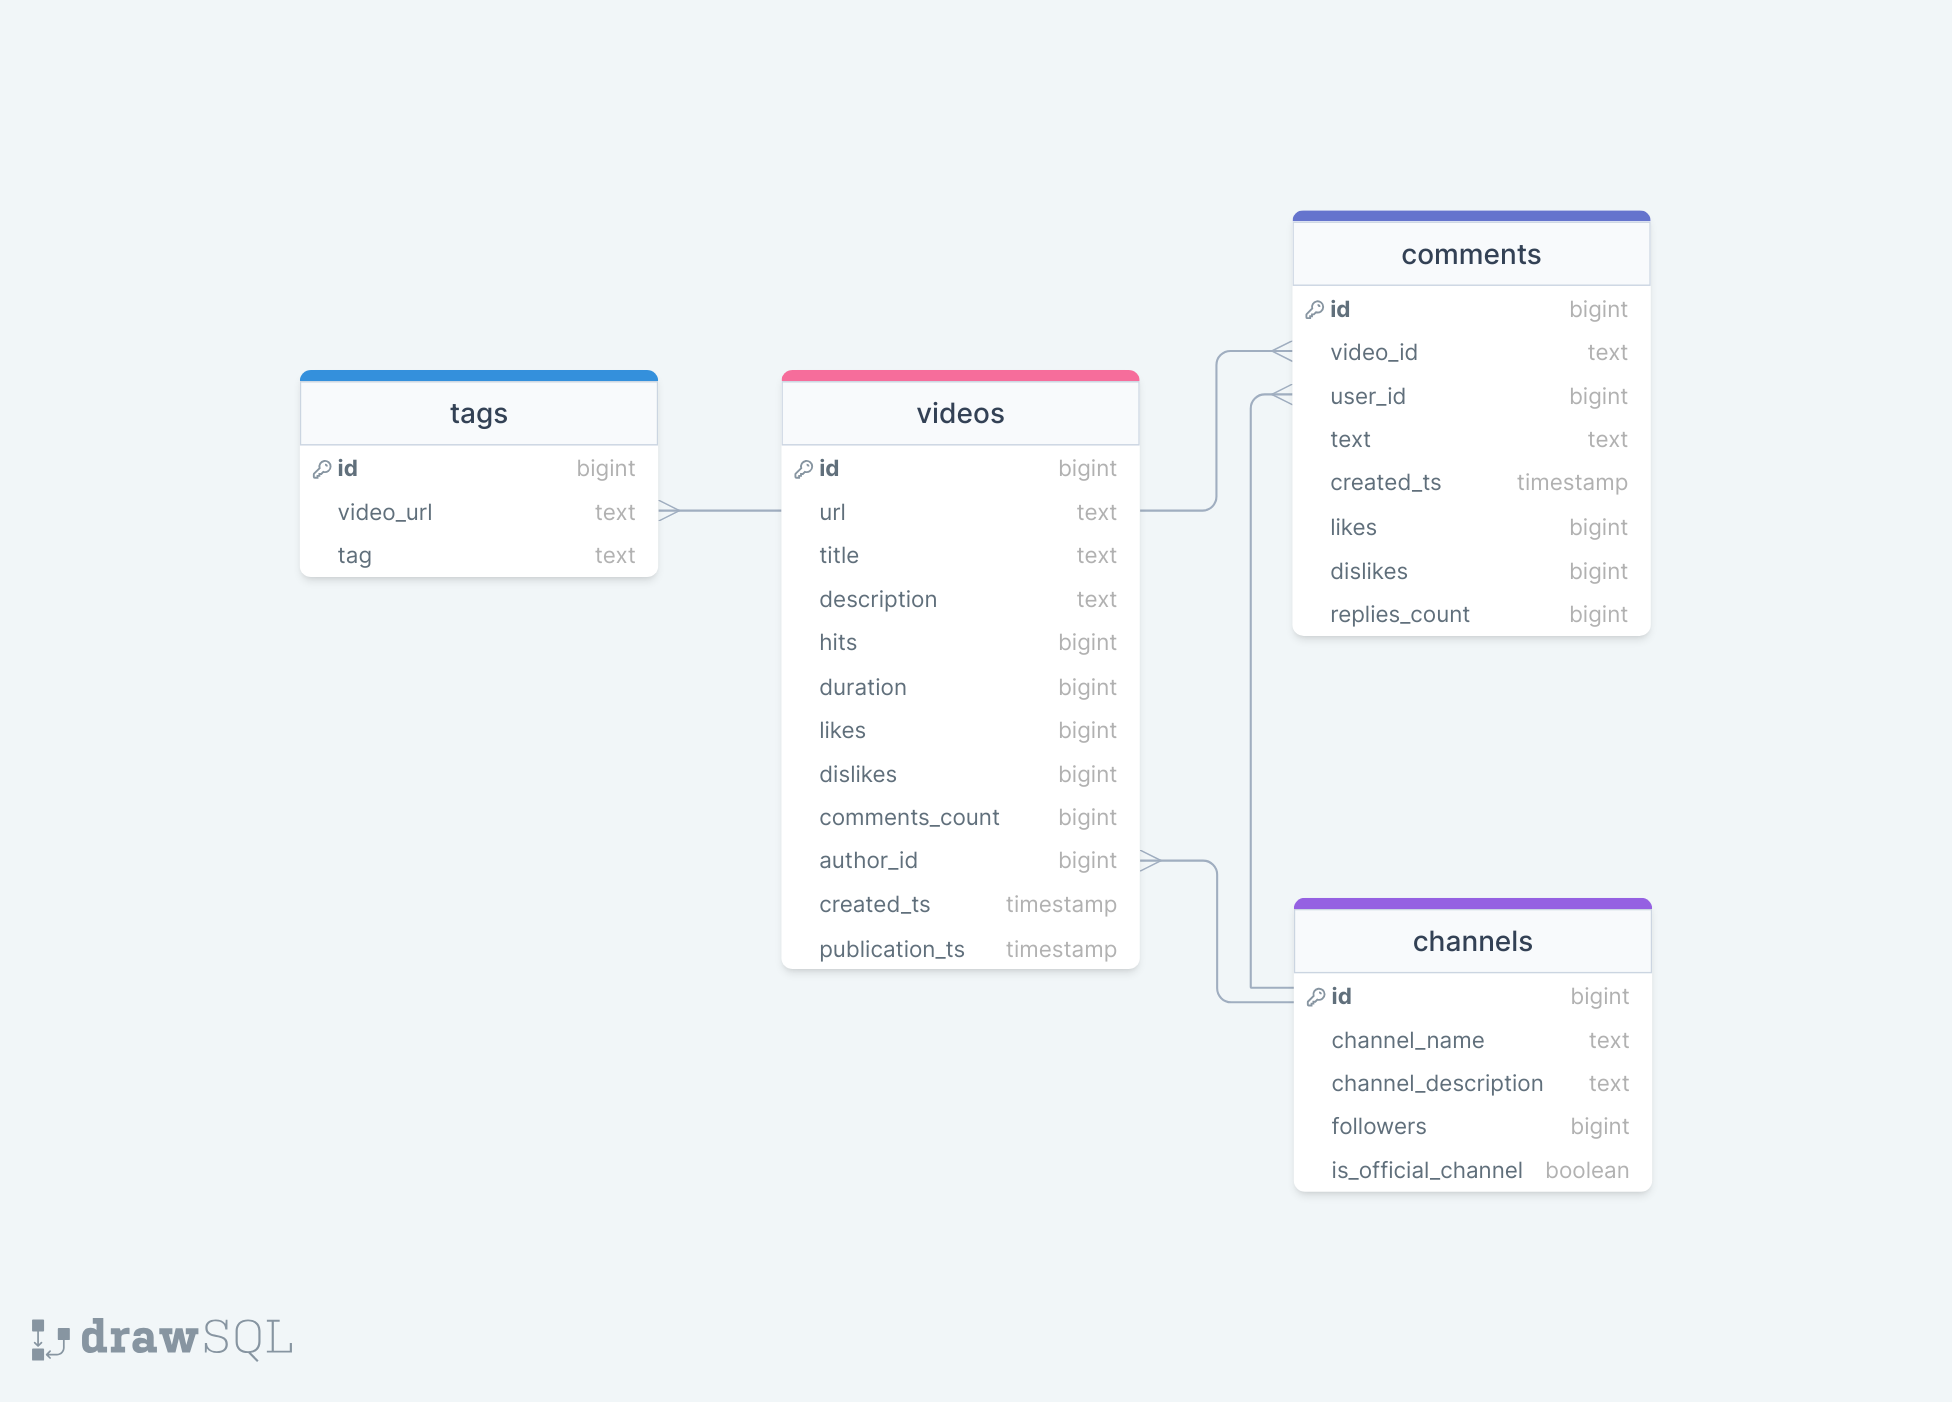 tags
id bigint
video_url text
tag text
videos
id bigint
url text
title text
description text
hits bigint
duration bigint
likes bigint
dislikes bigint
comments_count bigint
author_id bigint
created_ts timestamp
publication_ts timestamp
comments
id bigint
video_id text
user_id bigint
text text
created_ts timestamp
likes bigint
dislikes bigint
replies_count bigint
channels
id bigint
channel_name text
channel_description text
followers bigint
is_official_channel boolean
drawSQL